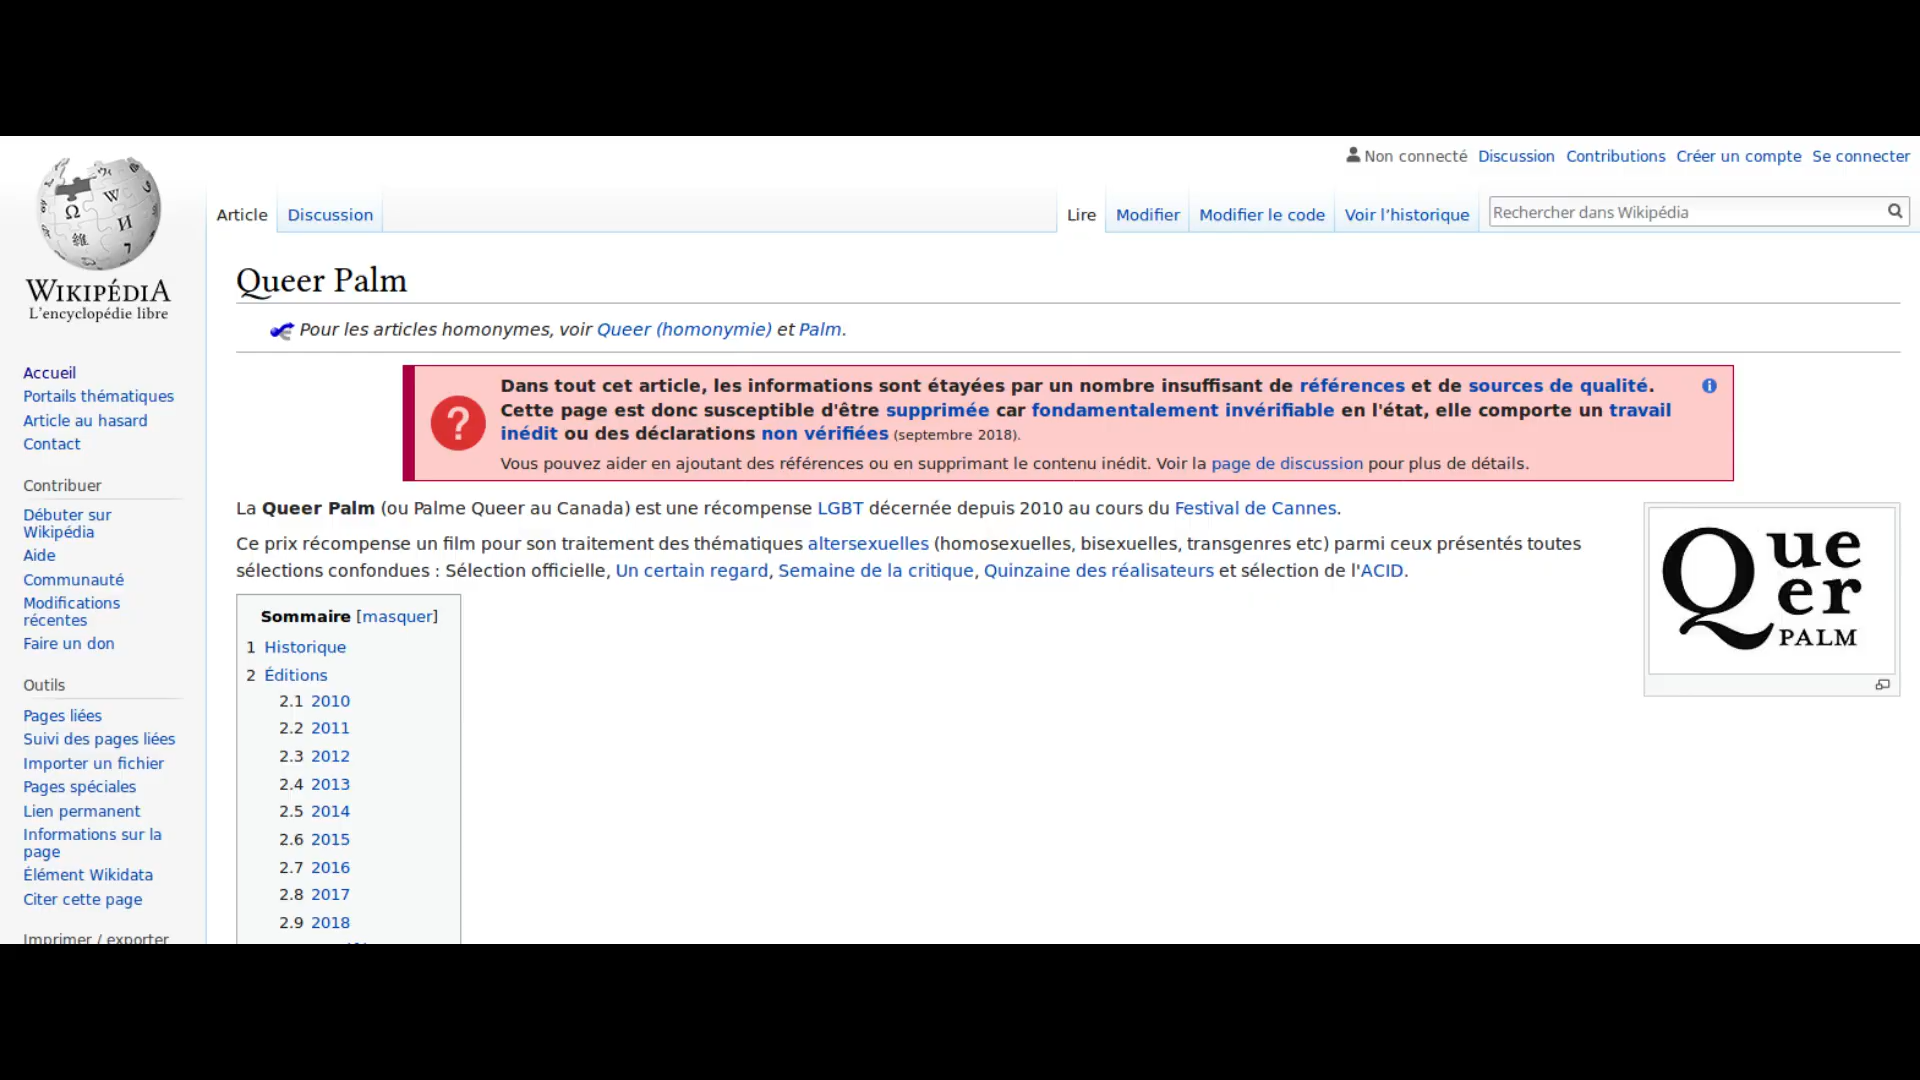 Non connecté Discussion Contributions Créer un compte Se connecter
Article Discussion Lire Modifier Modifier le code Voir l’historique Rechercher dans Wikipédia
WIKIPÉDIA
L'encyclopédie libre
Accueil
Portails thématiques
Article au hasard
Contact
Contribuer
Débuter sur
Wikipédia
Aide
Communauté
Modifications
récentes
Faire un don
Outils
Pages liées
Suivi des pages liées
Importer un fichier
Pages spéciales
Lien permanent
Informations sur la
page
Élément Wikidata
Citer cette page
Imprimer / exporter
Queer Palm
Pour les articles homonymes, voir Queer (homonymie) et Palm.
Dans tout cet article, les informations sont étayées par un nombre insuffisant de références et de sources de qualité.
Cette page est donc susceptible d'être supprimée car fondamentalement invérifiable en l'état, elle comporte un travail
inédit ou des déclarations non vérifiées (septembre 2018).
Vous pouvez aider en ajoutant des références ou en supprimant le contenu inédit. Voir la page de discussion pour plus de détails.
La Queer Palm (ou Palme Queer au Canada) est une récompense LGBT décernée depuis 2010 au cours du Festival de Cannes.
Ce prix récompense un film pour son traitement des thématiques altersexuelles (homosexuelles, bisexuelles, transgenres etc) parmi ceux présentés toutes
sélections confondues : Sélection officielle, Un certain regard, Semaine de la critique, Quinzaine des réalisateurs et sélection de l'ACID.
Que
er
PALM
Sommaire [masquer]
1 Historique
2 Éditions
2.1 2010
2.2 2011
2.3 2012
2.4 2013
2.5 2014
2.6 2015
2.7 2016
2.8 2017
2.9 2018